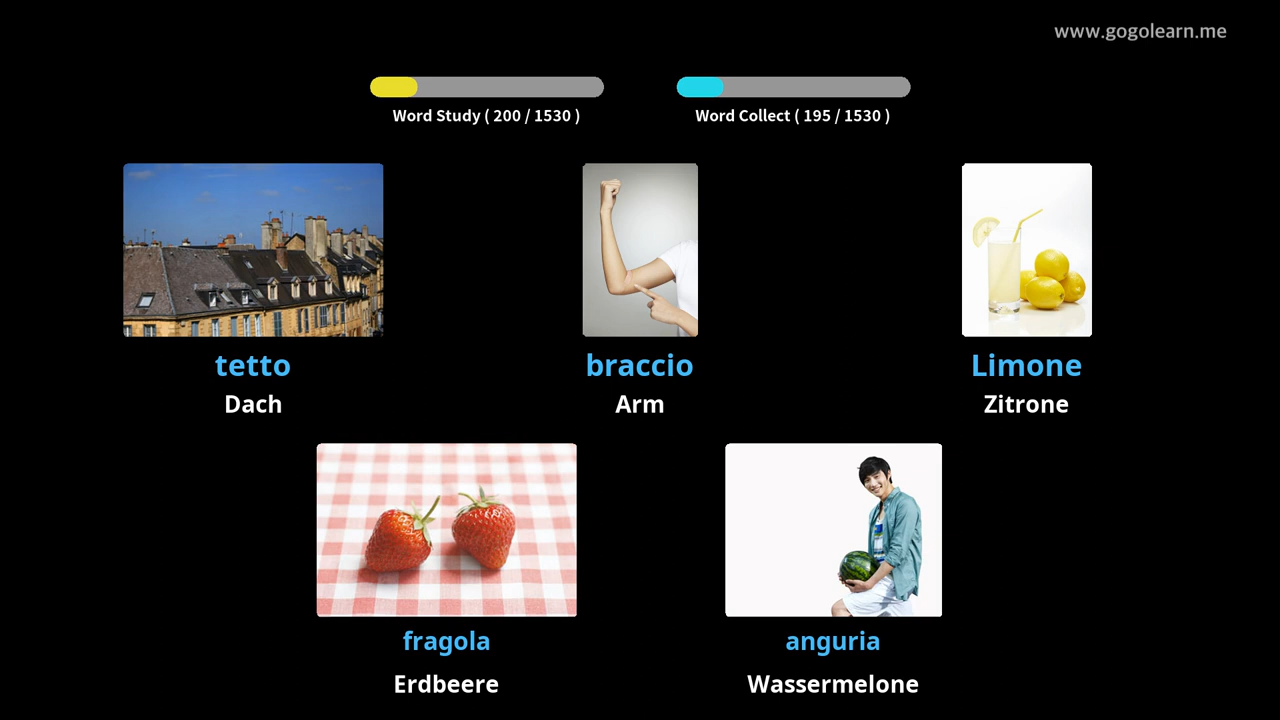 www.gogolearn.me
Word Study ( 200 / 1530 )
Word Collect ( 195 / 1530 )
tetto
Dach
braccio
Arm
Limone
Zitrone
fragola
Erdbeere
anguria
Wassermelone